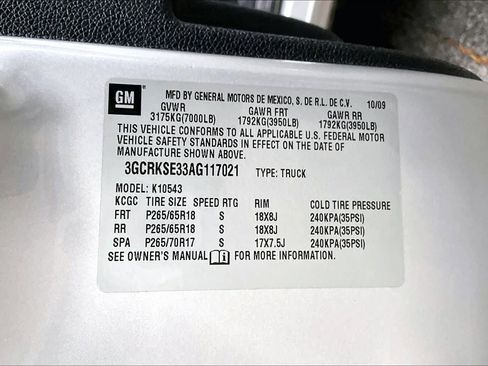 GM
MFD BY GENERAL MOTORS DE MEXICO, S. DE R.L. DE C.V. 10/09
GVWR GAWR FRT GAWR RR
3175KG(7000LB) 1792KG(3950LB) 1792KG(3950LB)
THIS VEHICLE CONFORMS TO ALL APPLICABLE U.S. FEDERAL MOTOR
VEHICLE SAFETY STANDARDS IN EFFECT ON THE DATE OF
MANUFACTURE SHOWN ABOVE.
3GCRKSE33AG117021 TYPE: TRUCK
MODEL: K10543
KCGC TIRE SIZE SPEED RTG RIM COLD TIRE PRESSURE
FRT P265/65R18 S 18X8J 240KPA(35PSI)
RR P265/65R18 S 18X8J 240KPA(35PSI)
SPA P265/70R17 S 17X7.5J 240KPA(35PSI)
SEE OWNER'S MANUAL FOR MORE INFORMATION.